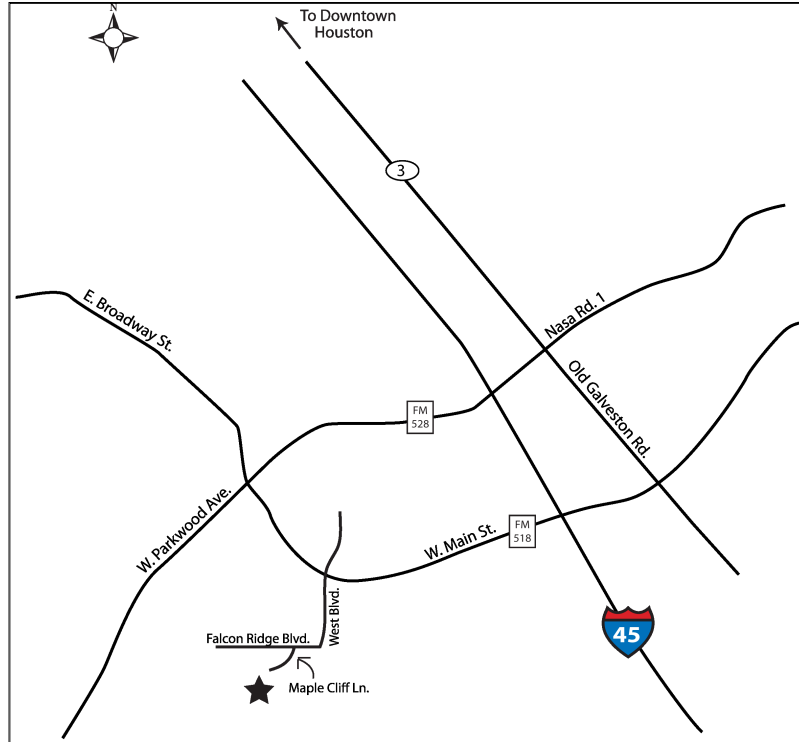 N
To Downtown
Houston
3
E. Broadway St.
Nasa Rd. 1
Old Galveston Rd.
FM
528
W. Parkwood Ave.
FM
518
W. Main St.
West Blvd.
45
Falcon Ridge Blvd.
Maple Cliff Ln.